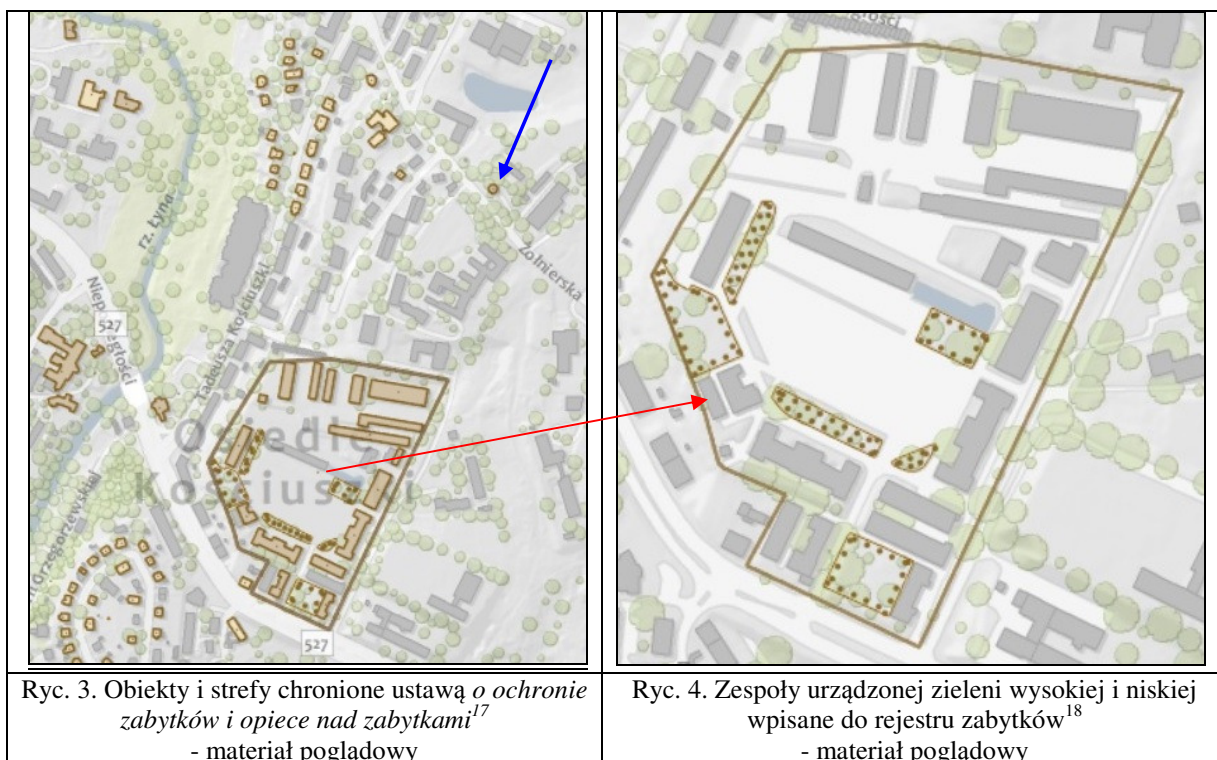 rz. Łyna
Tadeusza Kościuszki
Żołnierska
527
Osiedle
Kościuszki
527
Ryc. 3. Obiekty i strefy chronione ustawą o ochronie
zabytków i opiece nad zabytkami17
- materiał poglądowy
Ryc. 4. Zespoły urządzonej zieleni wysokiej i niskiej
wpisane do rejestru zabytków18
- materiał poglądowy